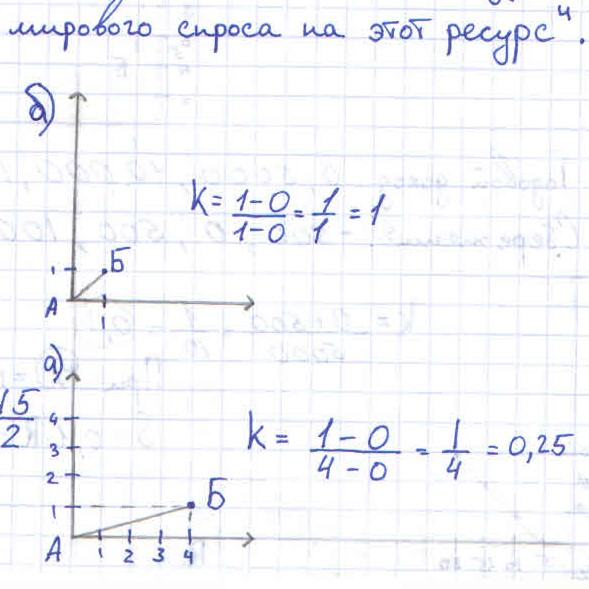 мирового спроса на этот ресурс".
б)
k = 1-0/1-0 = 1/1 = 1
1 Б
А
1
а)
15/2
4
3
2
1 Б
k = 1-0/4-0 = 1/4 = 0,25
А 1 2 3 4